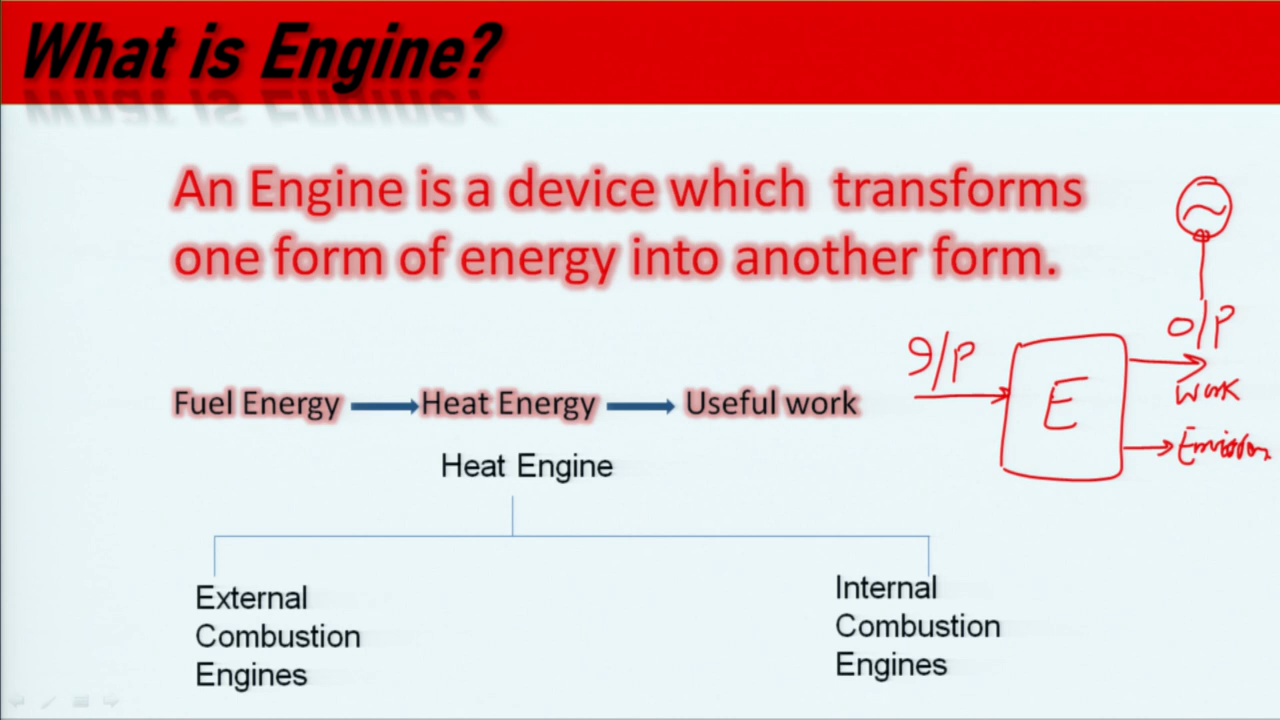 What is Engine?
An Engine is a device which transforms
one form of energy into another form.
Fuel Energy
Heat Energy
Useful work
I/P
E
O/P
Work
Emission
Heat Engine
External
Combustion
Engines
Internal
Combustion
Engines